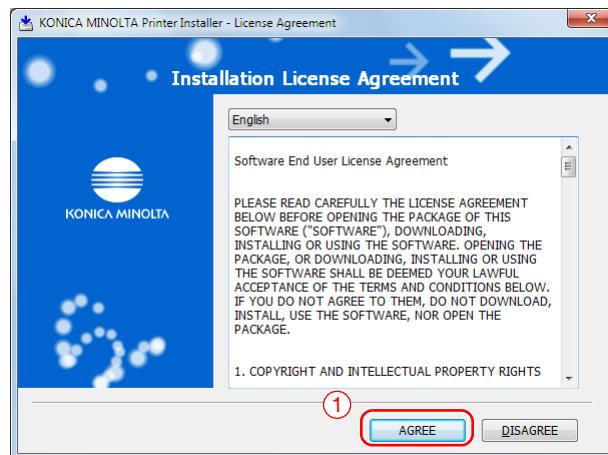 KONICA MINOLTA Printer Installer - License Agreement
Installation License Agreement
English
KONICA MINOLTA
Software End User License Agreement
PLEASE READ CAREFULLY THE LICENSE AGREEMENT
BELOW BEFORE OPENING THE PACKAGE OF THIS
SOFTWARE ("SOFTWARE"), DOWNLOADING,
INSTALLING OR USING THE SOFTWARE. OPENING THE
PACKAGE, OR DOWNLOADING, INSTALLING OR USING
THE SOFTWARE SHALL BE DEEMED YOUR LAWFUL
ACCEPTANCE OF THE TERMS AND CONDITIONS BELOW.
IF YOU DO NOT AGREE TO THEM, DO NOT DOWNLOAD,
INSTALL, USE THE SOFTWARE, NOR OPEN THE
PACKAGE.
1. COPYRIGHT AND INTELLECTUAL PROPERTY RIGHTS
1
AGREE
DISAGREE